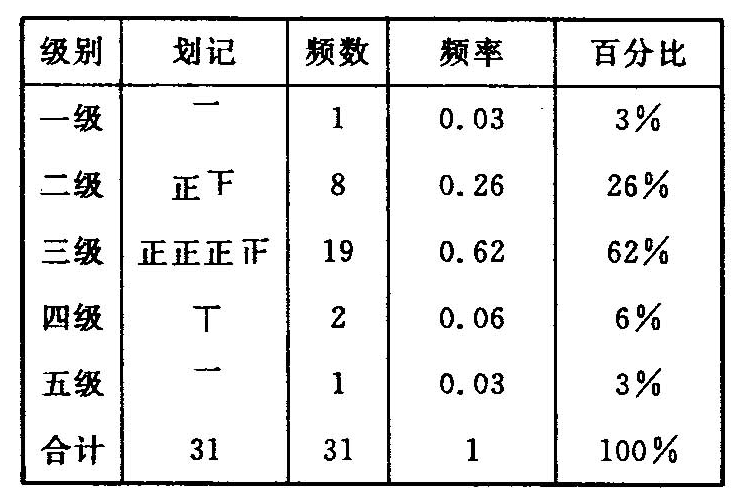 级别 划记 频数 频率 百分比
一级 一 1 0.03 3%
二级 正下 8 0.26 26%
三级 正正正𤴓 19 0.62 62%
四级 丅 2 0.06 6%
五级 一 1 0.03 3%
合计 31 31 1 100%